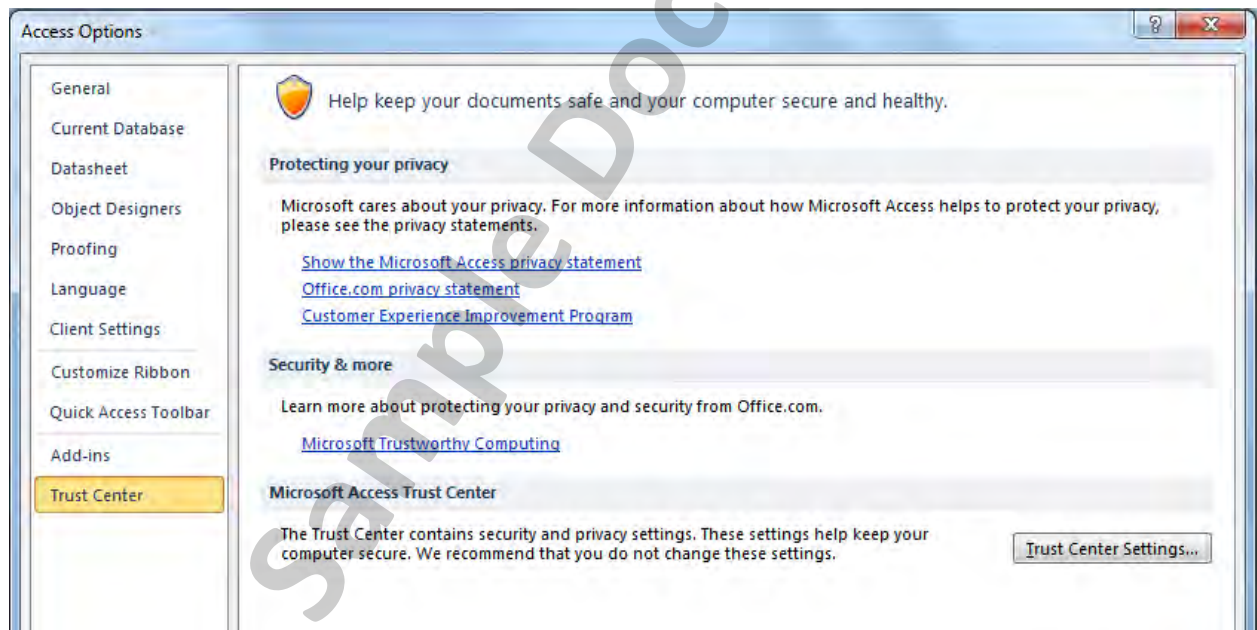 Access Options
General
Current Database
Datasheet
Object Designers
Proofing
Language
Client Settings
Customize Ribbon
Quick Access Toolbar
Add-ins
Trust Center
Help keep your documents safe and your computer secure and healthy.
Protecting your privacy
Microsoft cares about your privacy. For more information about how Microsoft Access helps to protect your privacy,
please see the privacy statements.
Show the Microsoft Access privacy statement
Office.com privacy statement
Customer Experience Improvement Program
Security & more
Learn more about protecting your privacy and security from Office.com.
Microsoft Trustworthy Computing
Microsoft Access Trust Center
The Trust Center contains security and privacy settings. These settings help keep your
computer secure. We recommend that you do not change these settings.
Trust Center Settings...
Sample Doc